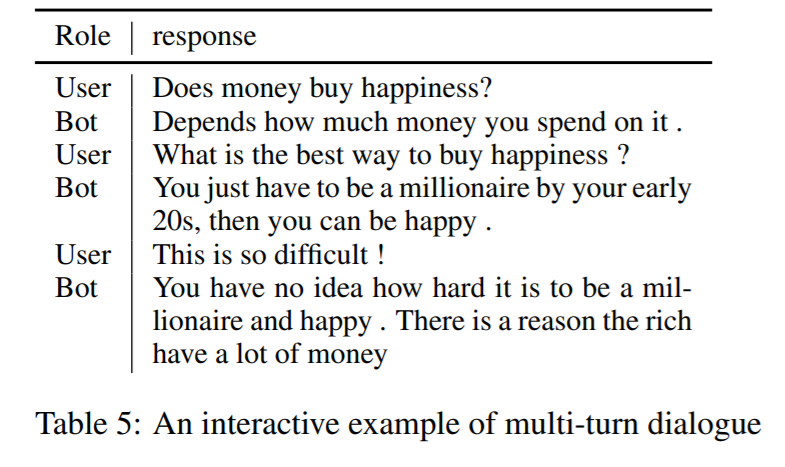 Role response
User Does money buy happiness?
Bot Depends how much money you spend on it .
User What is the best way to buy happiness ?
Bot You just have to be a millionaire by your early
20s, then you can be happy .
User This is so difficult !
Bot You have no idea how hard it is to be a mil-
lionaire and happy . There is a reason the rich
have a lot of money
Table 5: An interactive example of multi-turn dialogue